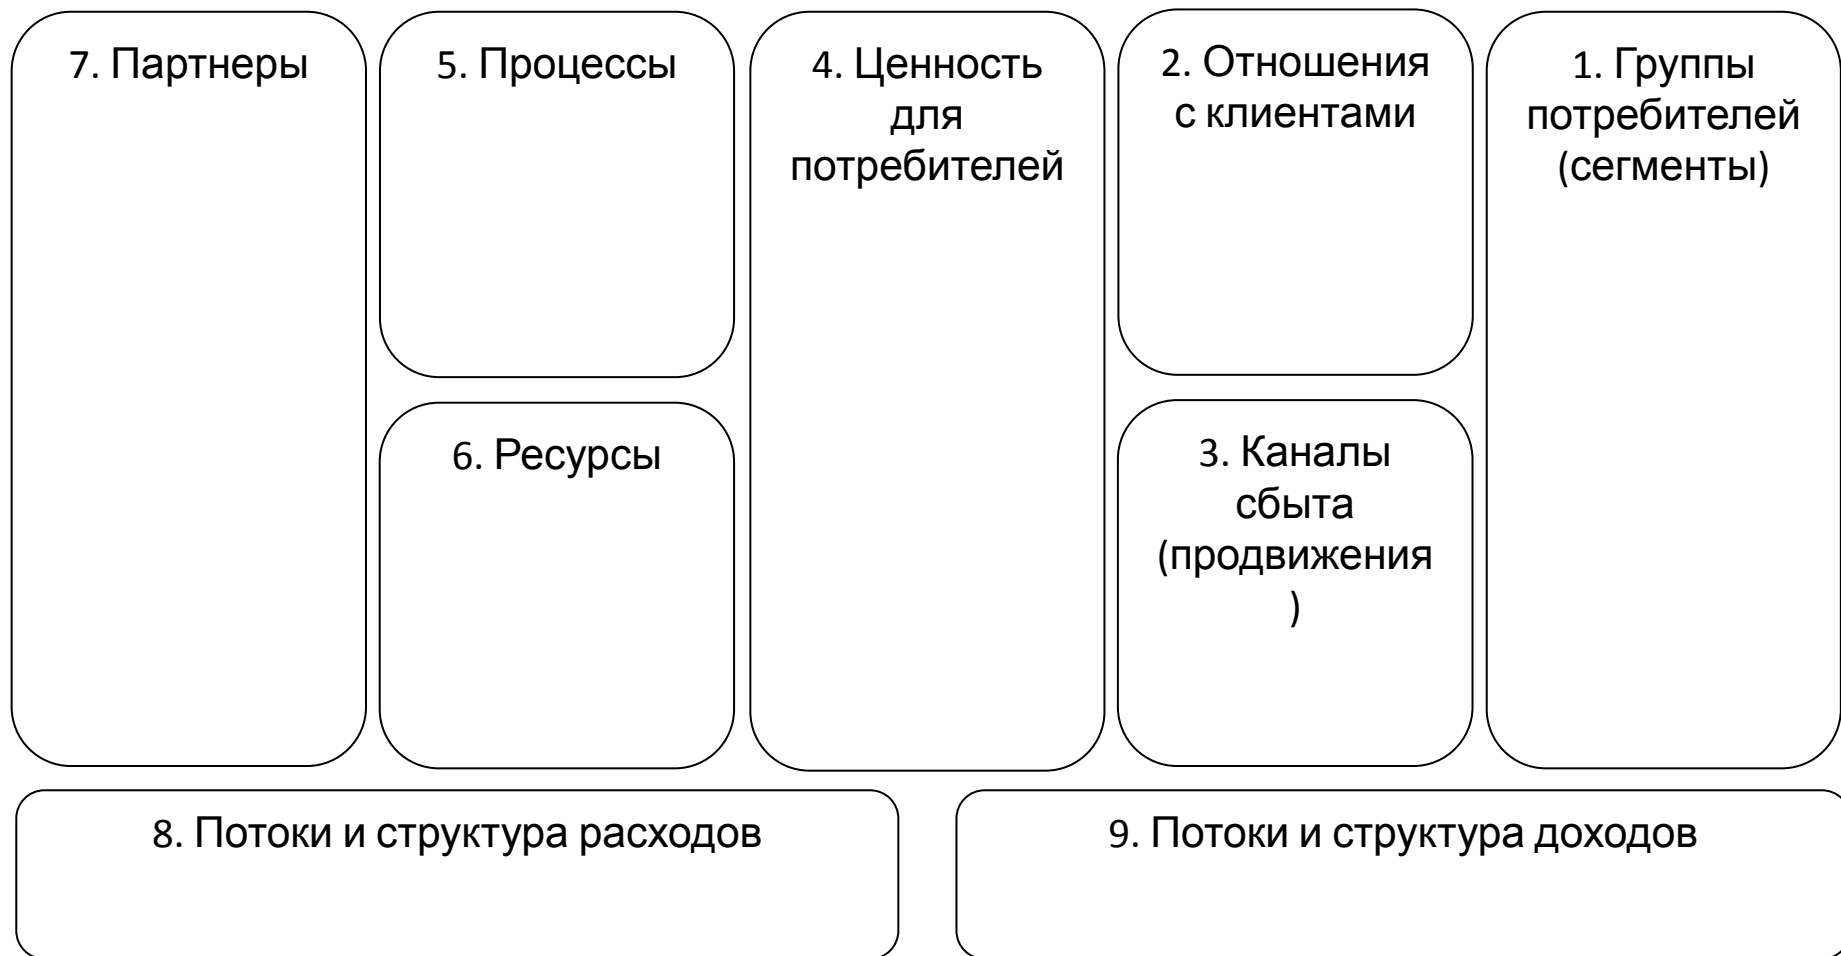 7. Партнеры
5. Процессы
4. Ценность
для
потребителей
2. Отношения
с клиентами
1. Группы
потребителей
(сегменты)
6. Ресурсы
3. Каналы
сбыта
(продвижения
)
8. Потоки и структура расходов
9. Потоки и структура доходов